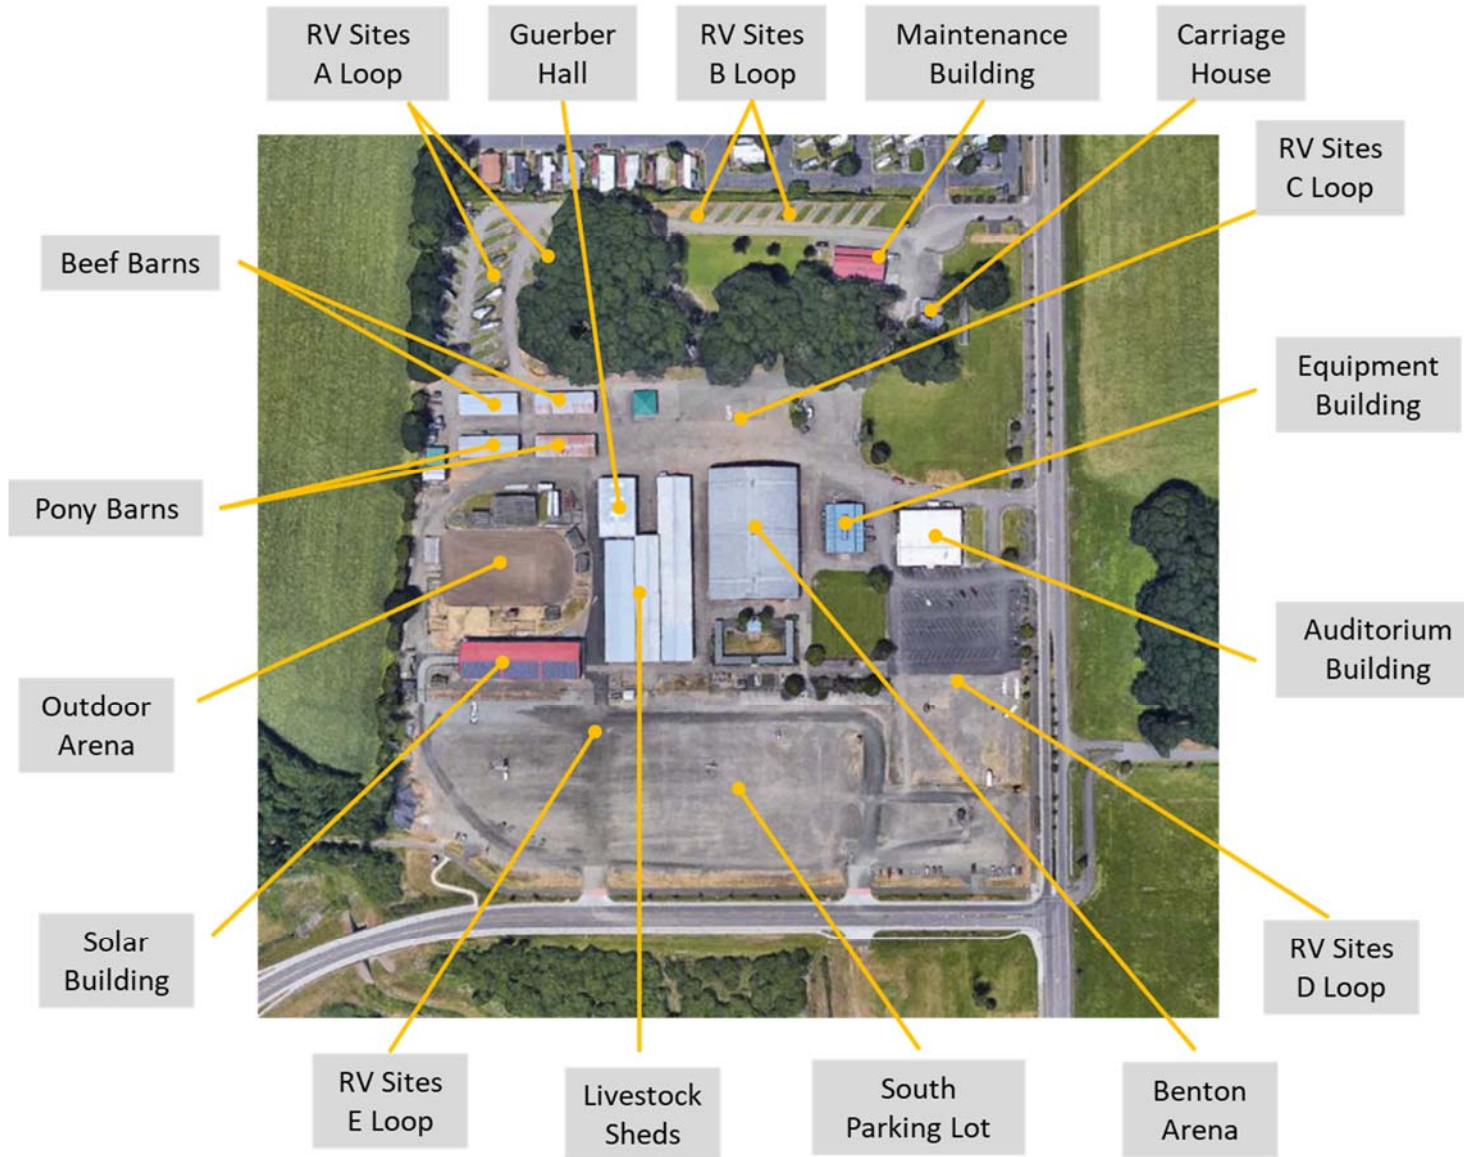 RV Sites
A Loop
Guerber
Hall
RV Sites
B Loop
Maintenance
Building
Carriage
House
RV Sites
C Loop
Beef Barns
Equipment
Building
Pony Barns
Auditorium
Building
Outdoor
Arena
Solar
Building
RV Sites
D Loop
RV Sites
E Loop
Livestock
Sheds
South
Parking Lot
Benton
Arena